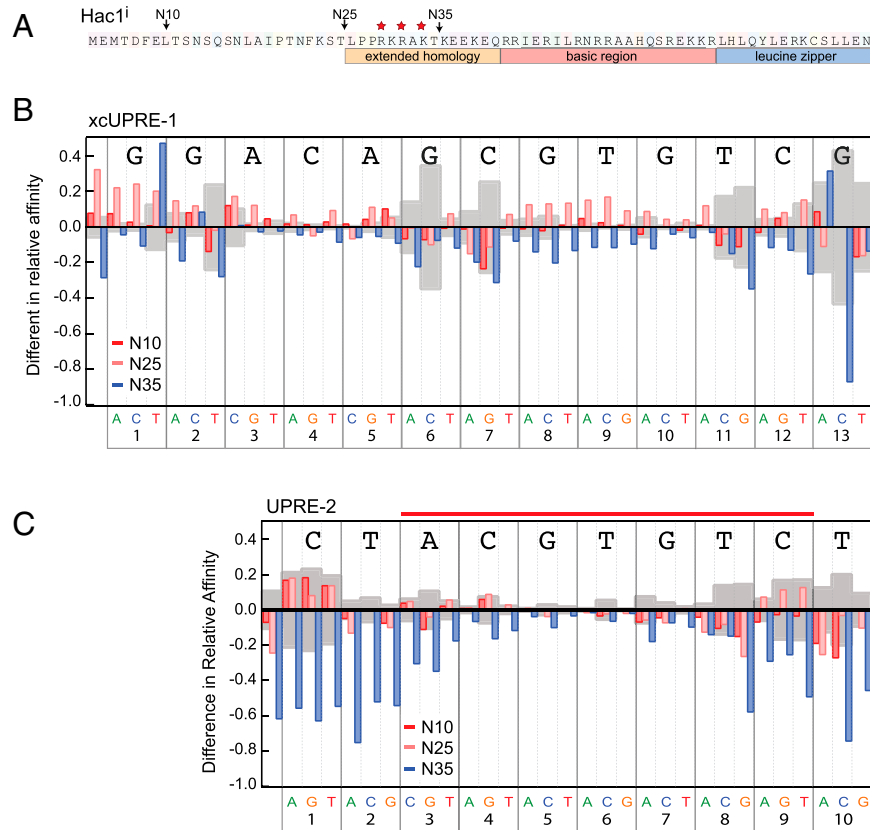 A
Hac1i
N10 N25 N35
MEMTDFELTSNSQSNLAIPTNFKSTLPPRKRAKTKEEKEQRRIERILRNRRAAHQSREKKRLHLQYLERKCSLLEN
extended homology basic region leucine zipper
B
xcUPRE-1
G G A C A G C G T G T C G
Different in relative affinity
0.4
0.2
0.0
-0.2
-0.4
-0.6
-0.8
-1.0
N10
N25
N35
A C T A C T C G T A G T C G T A C T A G T A C T A C G A C T A C G A G T A C T
1 2 3 4 5 6 7 8 9 10 11 12 13
C
UPRE-2
C T A C G T G T C T
Difference in Relative Affinity
0.4
0.2
0.0
-0.2
-0.4
-0.6
-0.8
-1.0
N10
N25
N35
A G T A C G C G T A G T A C T A C G A C T A C G A G T A C G
1 2 3 4 5 6 7 8 9 10